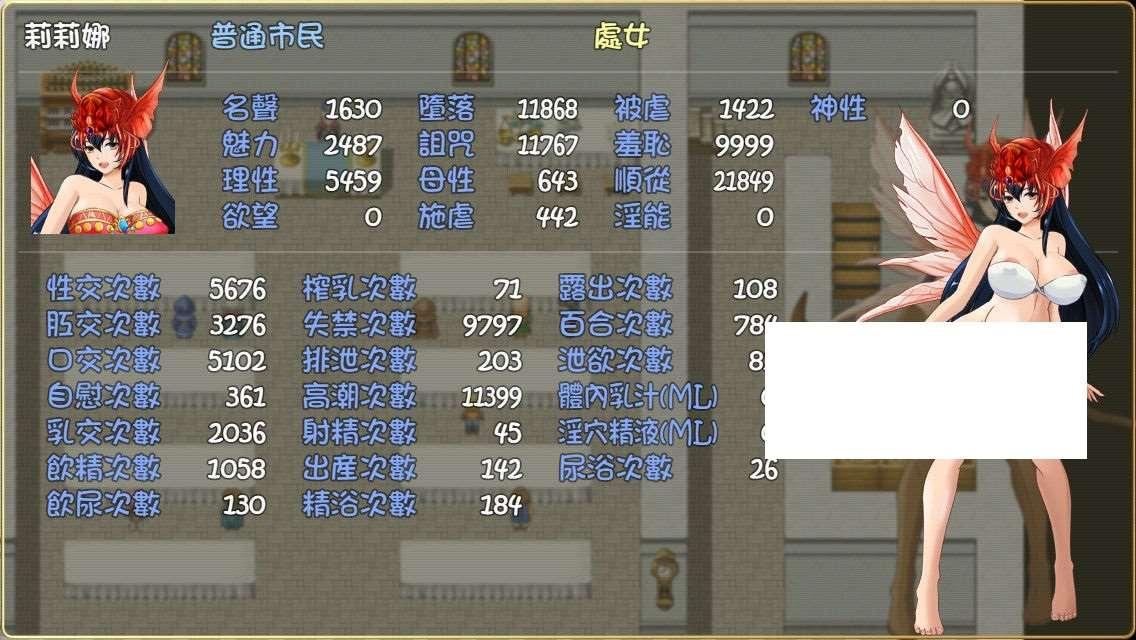 莉莉娜 普通市民 處女
名聲 1630 墮落 11868 被虐 1422 神性 0
魅力 2487 詛咒 11767 羞恥 9999
理性 5459 母性 643 順從 21849
欲望 0 施虐 442 淫能 0
性交次數 5676 榨乳次數 71 露出次數 108
肛交次數 3276 失禁次數 9797 百合次數 784
口交次數 5102 排泄次數 203 泄欲次數 8
自慰次數 361 高潮次數 11399 體內乳汁(ML)
乳交次數 2036 射精次數 45 淫穴精液(ML)
飲精次數 1058 出産次數 142 尿浴次數 26
飲尿次數 130 精浴次數 184